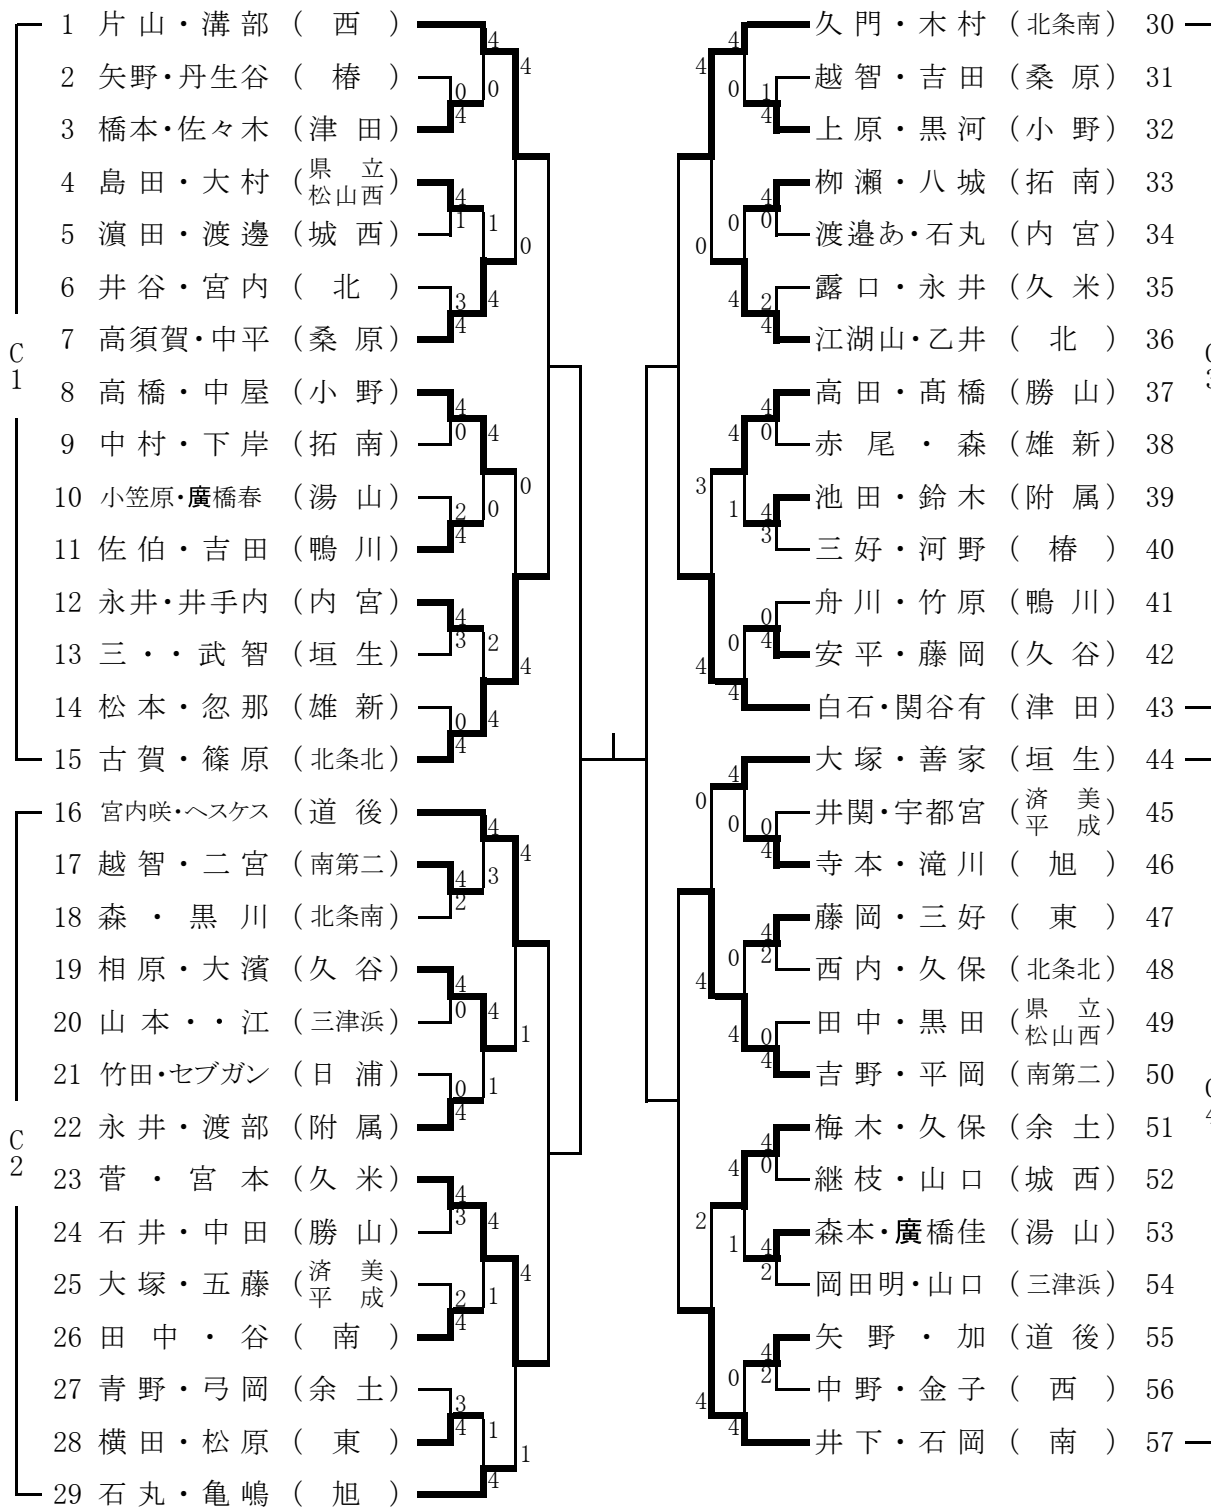 1 片山・溝部 (西)
2 矢野・丹生谷 (椿)
3 橋本・佐々木 (津田)
4 島田・大村 (県立松山西)
5 濵田・渡邊 (城西)
6 井谷・宮内 (北)
7 高須賀・中平 (桑原)
8 高橋・中屋 (小野)
9 中村・下岸 (拓南)
10 小笠原・廣橋春 (湯山)
11 佐伯・吉田 (鴨川)
12 永井・井手内 (内宮)
13 三・・武智 (垣生)
14 松本・忽那 (雄新)
15 古賀・篠原 (北条北)
C1
16 宮内咲・ヘスケス (道後)
17 越智・二宮 (南第二)
18 森・黒川 (北条南)
19 相原・大濱 (久谷)
20 山本・・江 (三津浜)
21 竹田・セブガン (日浦)
22 永井・渡部 (附属)
23 菅・宮本 (久米)
24 石井・中田 (勝山)
25 大塚・五藤 (済美平成)
26 田中・谷 (南)
27 青野・弓岡 (余土)
28 横田・松原 (東)
29 石丸・亀嶋 (旭)
C2
久門・木村 (北条南) 30
越智・吉田 (桑原) 31
上原・黒河 (小野) 32
栁瀨・八城 (拓南) 33
渡邉あ・石丸 (内宮) 34
露口・永井 (久米) 35
江湖山・乙井 (北) 36
高田・髙橋 (勝山) 37
赤尾・森 (雄新) 38
池田・鈴木 (附属) 39
三好・河野 (椿) 40
舟川・竹原 (鴨川) 41
安平・藤岡 (久谷) 42
白石・関谷有 (津田) 43
大塚・善家 (垣生) 44
井関・宇都宮 (済美平成) 45
寺本・滝川 (旭) 46
藤岡・三好 (東) 47
西内・久保 (北条北) 48
田中・黒田 (県立松山西) 49
吉野・平岡 (南第二) 50
梅木・久保 (余土) 51
継枝・山口 (城西) 52
森本・廣橋佳 (湯山) 53
岡田明・山口 (三津浜) 54
矢野・加 (道後) 55
中野・金子 (西) 56
井下・石岡 (南) 57